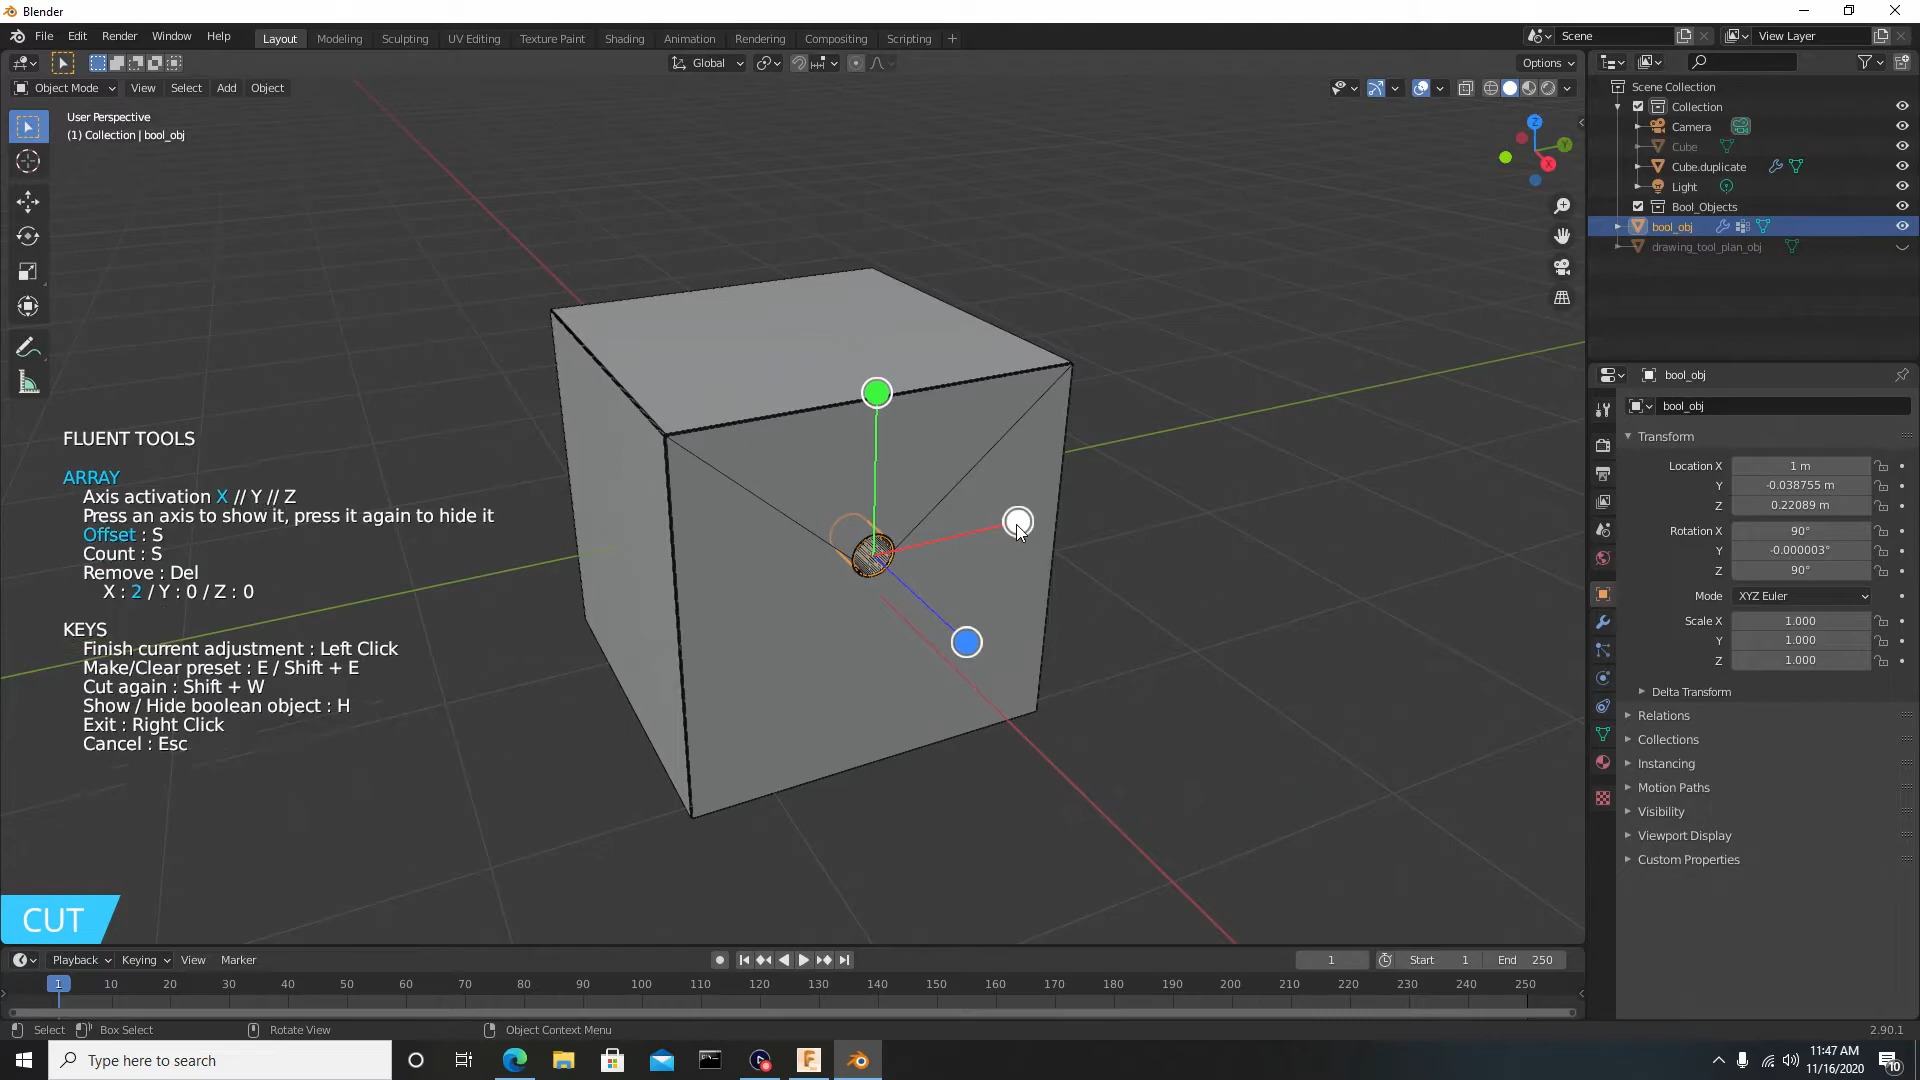 Blender
File Edit Render Window Help
Layout Modeling Sculpting UV Editing Texture Paint Shading Animation Rendering Compositing Scripting +
Scene
View Layer
Global
Options
Object Mode View Select Add Object
User Perspective
(1) Collection | bool_obj
Z
Y
X
Scene Collection
Collection
Camera
Cube
Cube.duplicate
Light
Bool_Objects
bool_obj
drawing_tool_plan_obj
FLUENT TOOLS
ARRAY
Axis activation X // Y // Z
Press an axis to show it, press it again to hide it
Offset : S
Count : S
Remove : Del
X : 2 / Y : 0 / Z : 0
KEYS
Finish current adjustment : Left Click
Make/Clear preset : E / Shift + E
Cut again : Shift + W
Show / Hide boolean object : H
Exit : Right Click
Cancel : Esc
CUT
bool_obj
bool_obj
Transform
Location X 1 m
Y -0.038755 m
Z 0.22089 m
Rotation X 90°
Y -0.000003°
Z 90°
Mode XYZ Euler
Scale X 1.000
Y 1.000
Z 1.000
Delta Transform
Relations
Collections
Instancing
Motion Paths
Visibility
Viewport Display
Custom Properties
Playback Keying View Marker
1 Start 1 End 250
1 10 20 30 40 50 60 70 80 90 100 110 120 130 140 150 160 170 180 190 200 210 220 230 240 250
Select Box Select Rotate View Object Context Menu 2.90.1
Type here to search
11:47 AM
11/16/2020
10